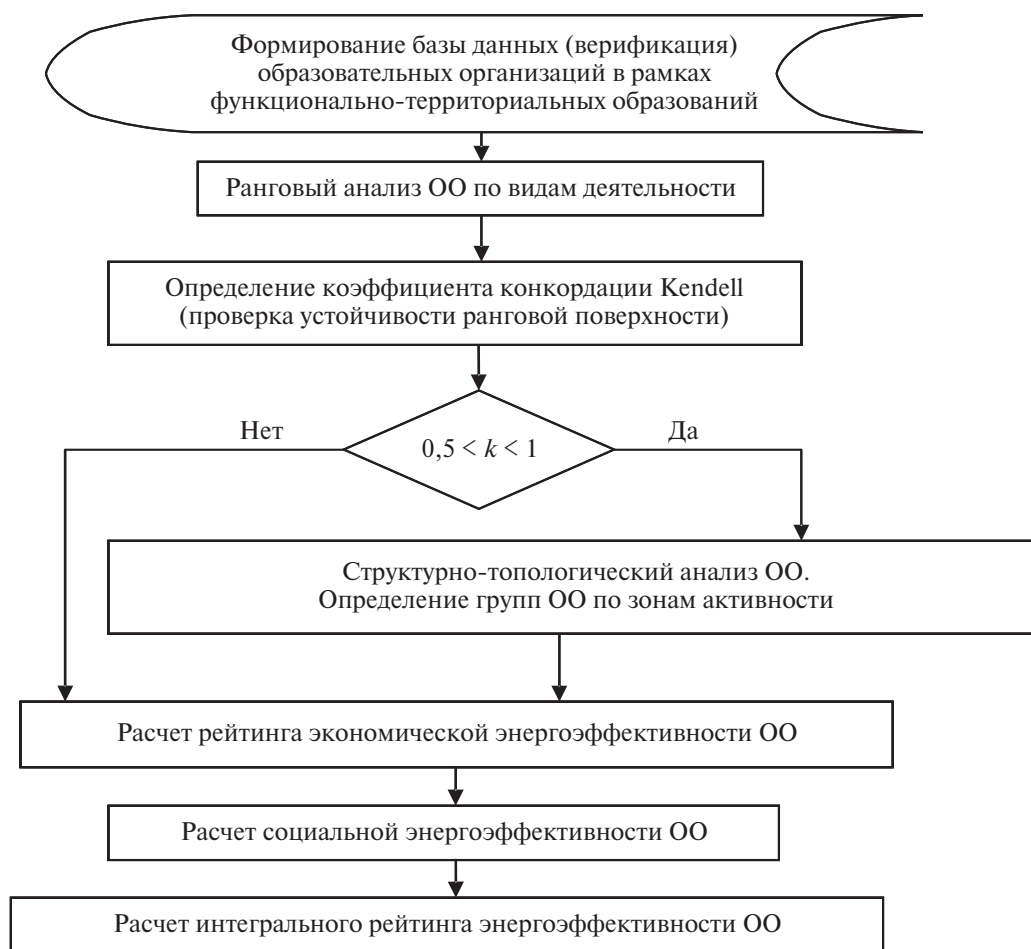 Формирование базы данных (верификация)
образовательных организаций в рамках
функционально-территориальных образований
Ранговый анализ ОО по видам деятельности
Определение коэффициента конкордации Kendell
(проверка устойчивости ранговой поверхности)
Нет
0,5 < k < 1
Да
Структурно-топологический анализ ОО.
Определение групп ОО по зонам активности
Расчет рейтинга экономической энергоэффективности ОО
Расчет социальной энергоэффективности ОО
Расчет интегрального рейтинга энергоэффективности ОО